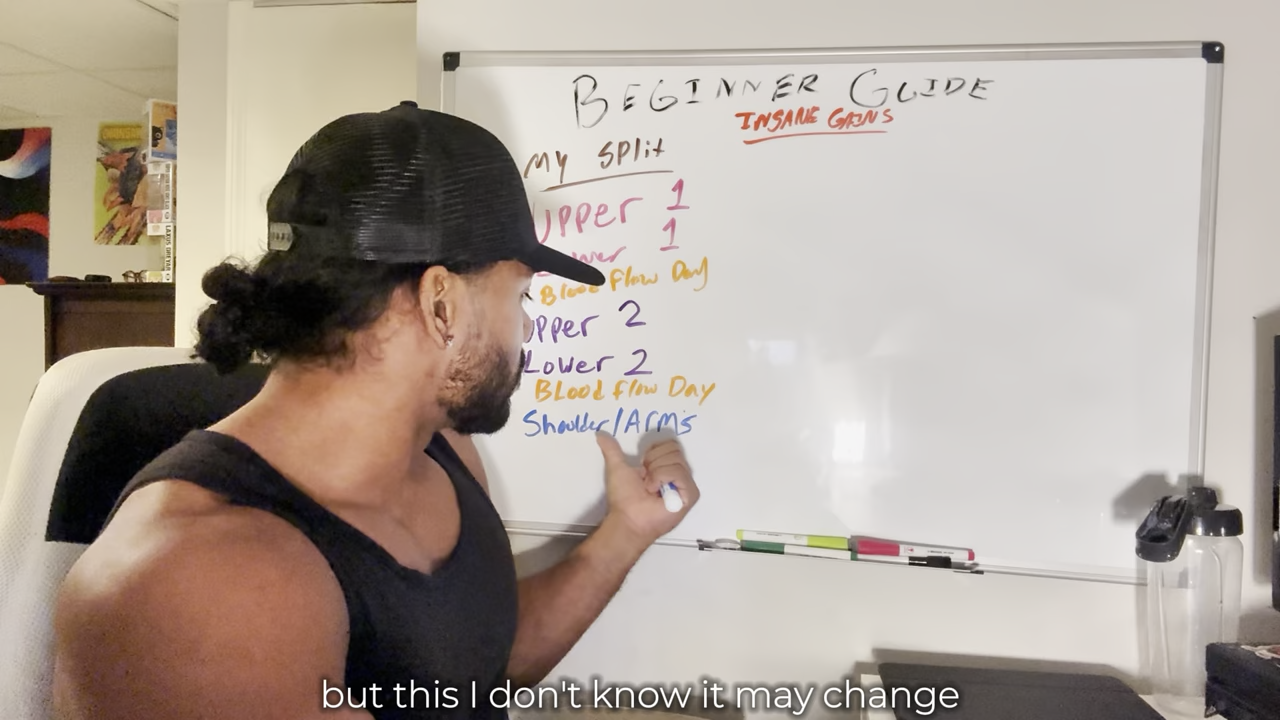 BEGINNER GUIDE
INSANE GAINS
My Split
Upper 1
Lower 1
Blood Flow Day
Upper 2
Lower 2
Blood flow Day
Shoulder/Arms
but this I don't know it may change